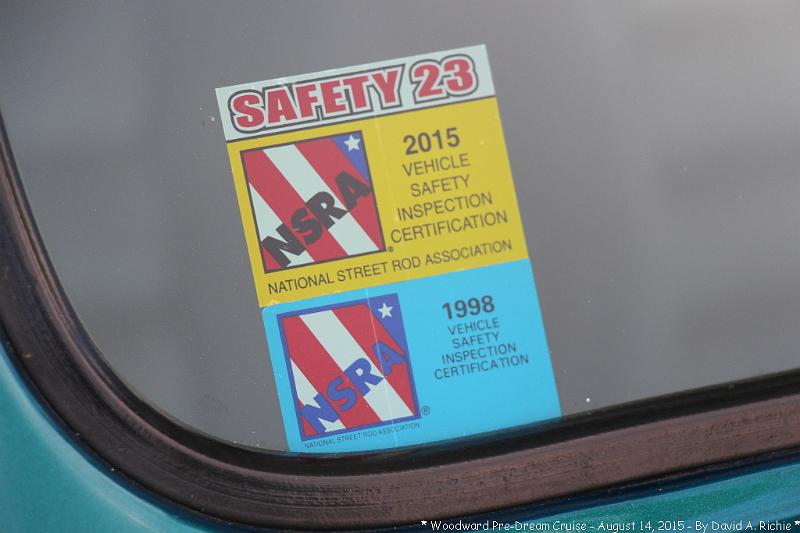 SAFETY 23
NSRA
2015
VEHICLE
SAFETY
INSPECTION
CERTIFICATION
NATIONAL STREET ROD ASSOCIATION
NSRA
®
1998
VEHICLE
SAFETY
INSPECTION
CERTIFICATION
NATIONAL STREET ROD ASSOCIATION
* Woodward Pre-Dream Cruise - August 14, 2015 - By David A. Richie *